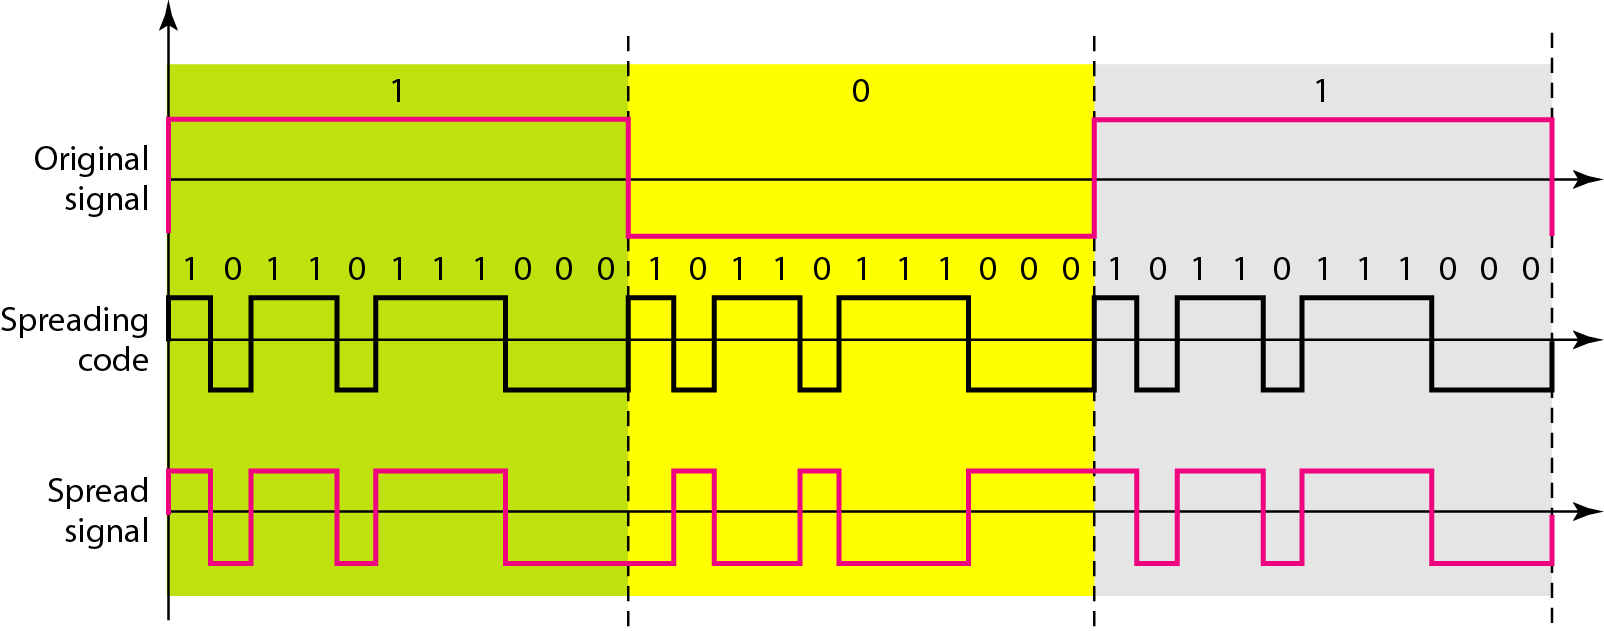 1 0 1
Original
signal
1 0 1 1 0 1 1 1 0 0 0 1 0 1 1 0 1 1 1 0 0 0 1 0 1 1 0 1 1 1 0 0 0
Spreading
code
Spread
signal